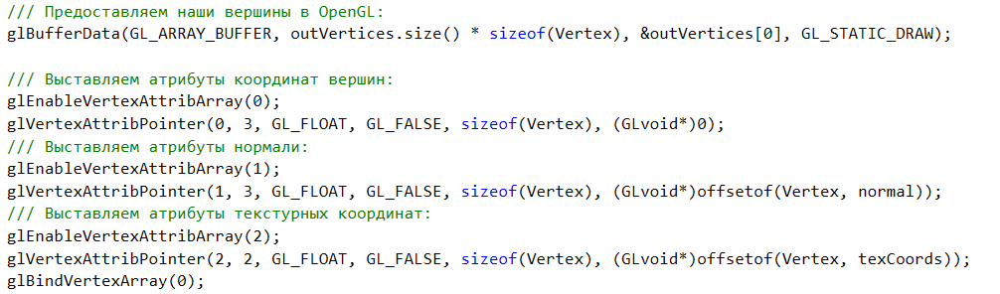 /// Предоставляем наши вершины в OpenGL:
glBufferData(GL_ARRAY_BUFFER, outVertices.size() * sizeof(Vertex), &outVertices[0], GL_STATIC_DRAW);
/// Выставляем атрибуты координат вершин:
glEnableVertexAttribArray(0);
glVertexAttribPointer(0, 3, GL_FLOAT, GL_FALSE, sizeof(Vertex), (GLvoid*)0);
/// Выставляем атрибуты нормали:
glEnableVertexAttribArray(1);
glVertexAttribPointer(1, 3, GL_FLOAT, GL_FALSE, sizeof(Vertex), (GLvoid*)offsetof(Vertex, normal));
/// Выставляем атрибуты текстурных координат:
glEnableVertexAttribArray(2);
glVertexAttribPointer(2, 2, GL_FLOAT, GL_FALSE, sizeof(Vertex), (GLvoid*)offsetof(Vertex, texCoords));
glBindVertexArray(0);